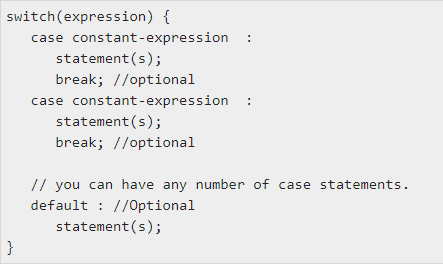 switch(expression) {
   case constant-expression  :
      statement(s);
      break; //optional
   case constant-expression  :
      statement(s);
      break; //optional

   // you can have any number of case statements.
   default : //Optional
      statement(s);
}